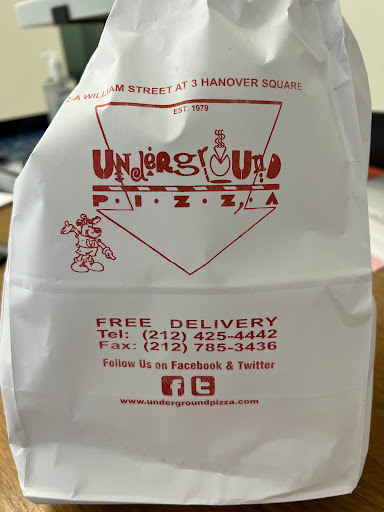 -A WILLIAM STREET AT 3 HANOVER SQUARE
EST. 1979
UNdérgrOUnD
P·I·Z·Z·A
FREE DELIVERY
Tel: (212) 425-4442
Fax: (212) 785-3436
Follow Us on Facebook & Twitter
f t
www.undergroundpizza.com